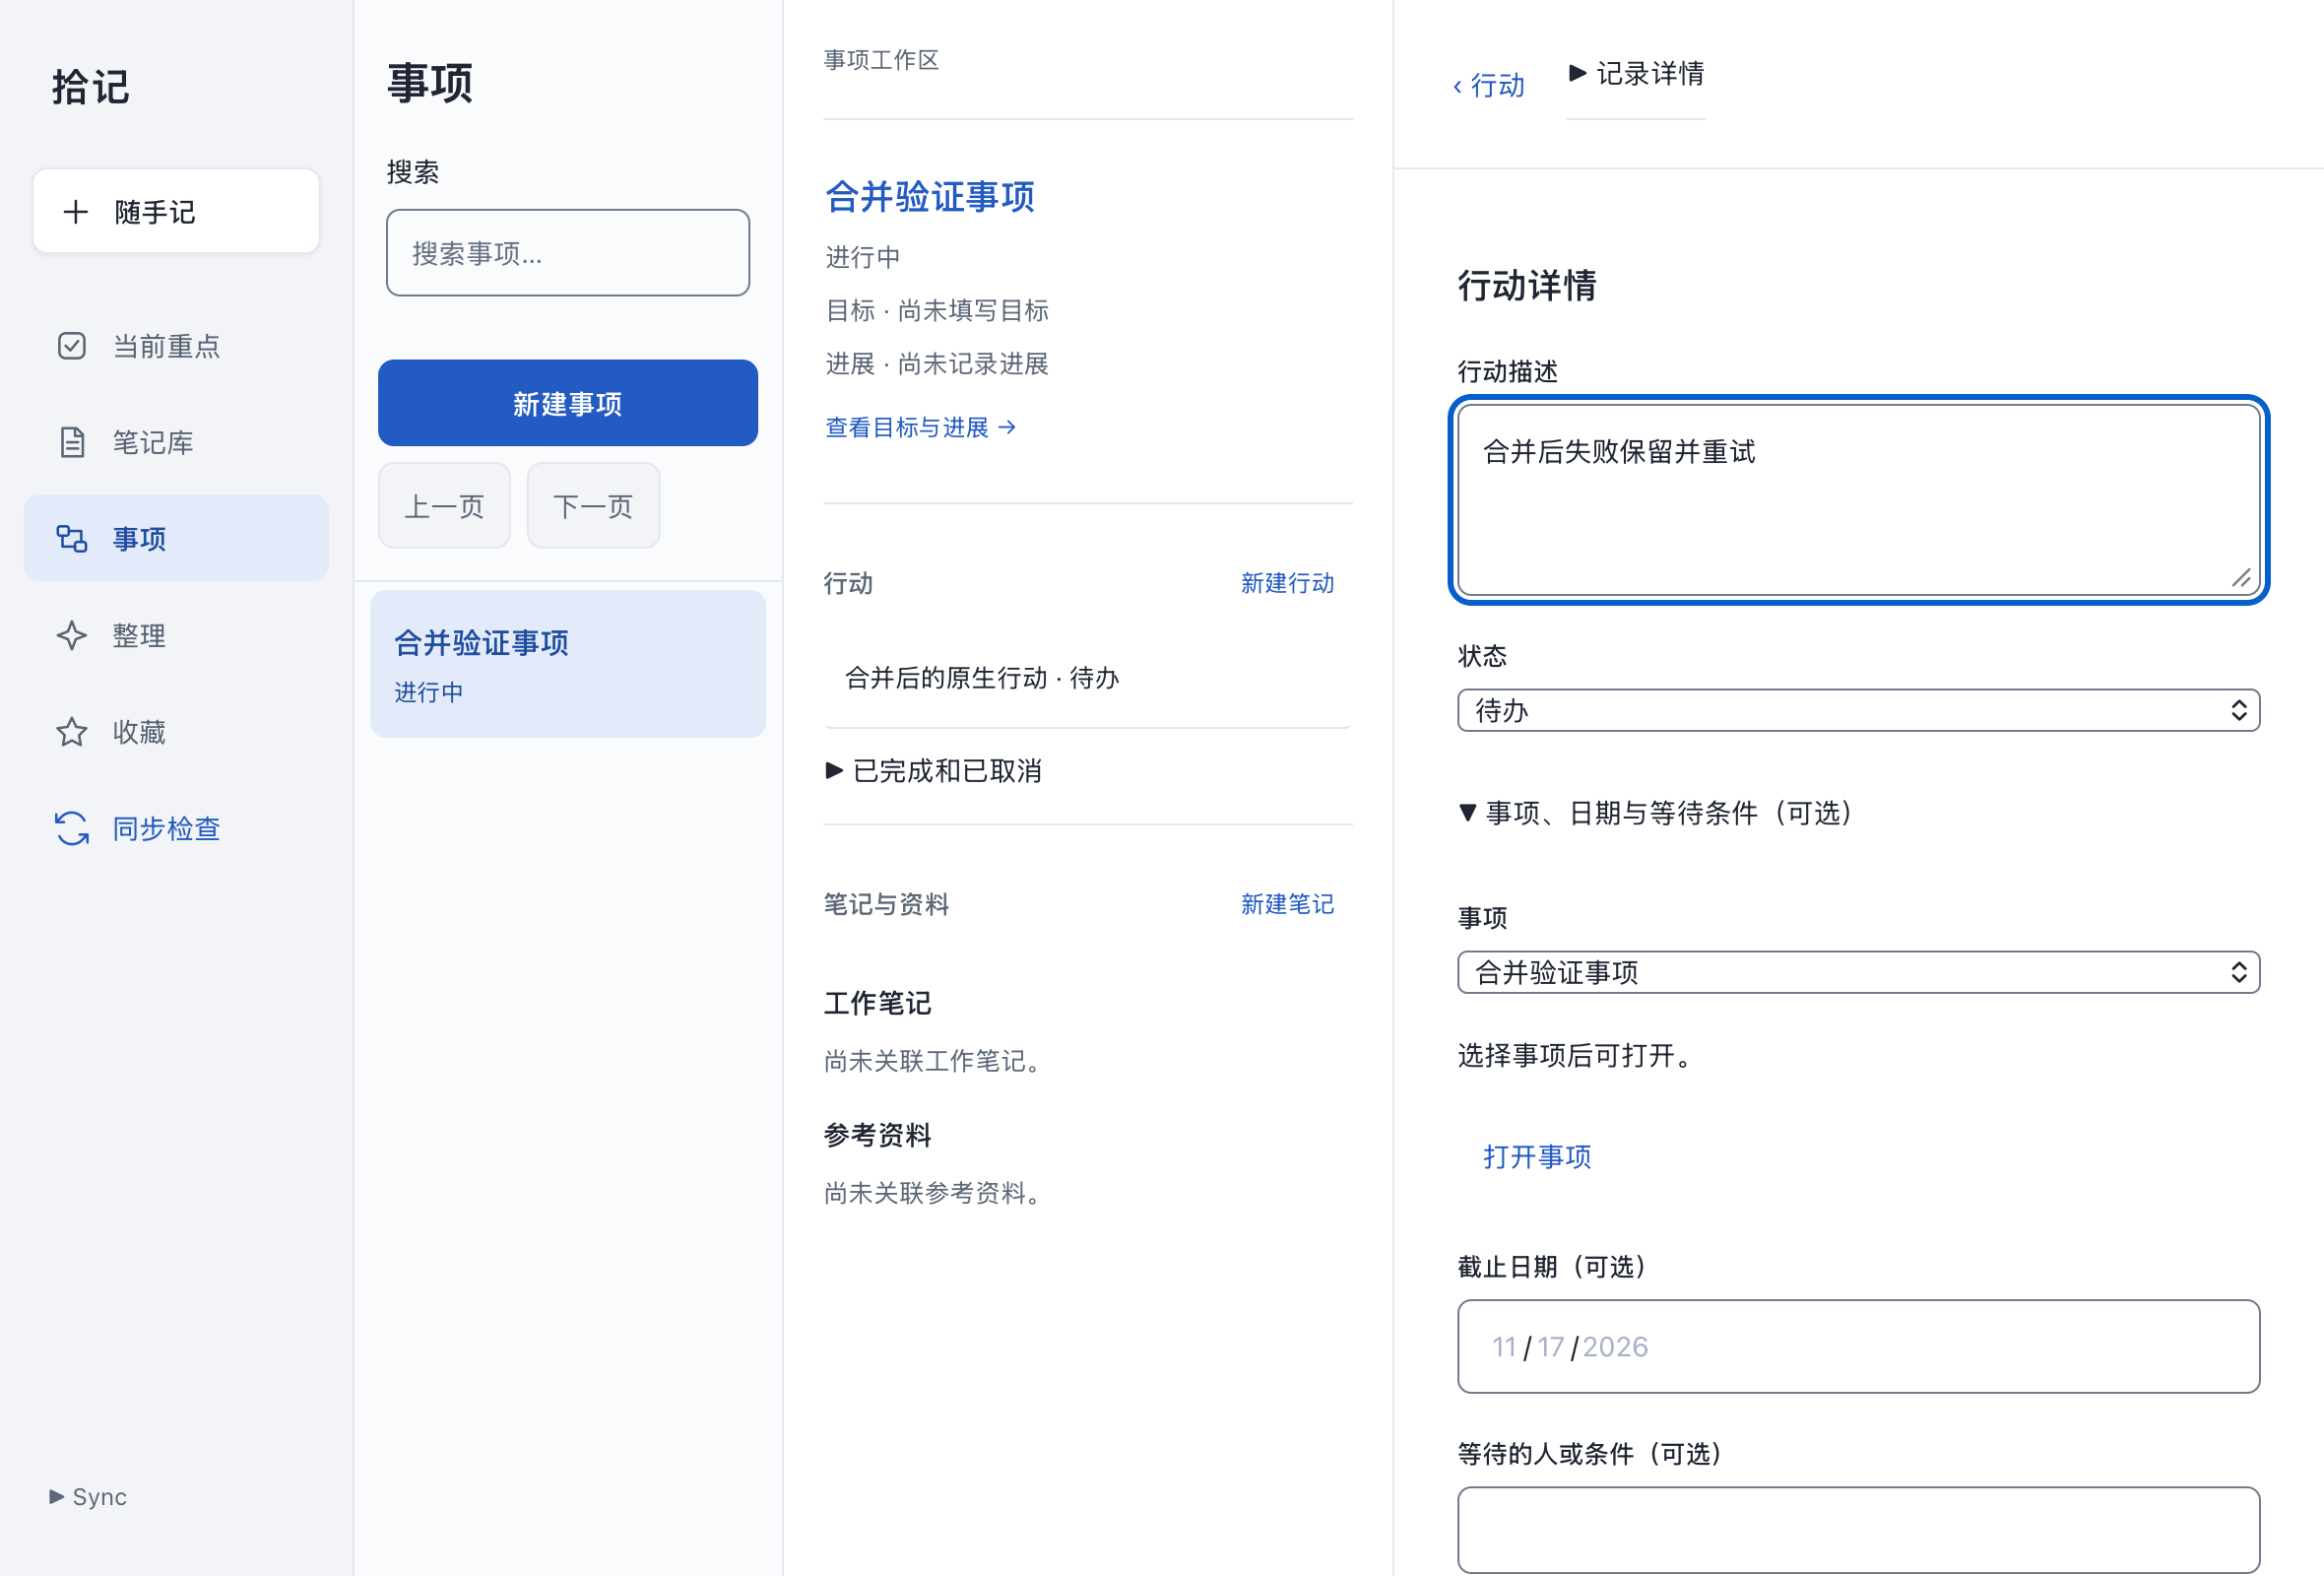 拾记
随手记
当前重点
笔记库
事项
整理
收藏
同步检查
Sync
事项
搜索
搜索事项...
新建事项
上一页
下一页
合并验证事项
进行中
事项工作区
合并验证事项
进行中
目标 · 尚未填写目标
进展 · 尚未记录进展
查看目标与进展 →
行动
新建行动
合并后的原生行动 · 待办
已完成和已取消
笔记与资料
新建笔记
工作笔记
尚未关联工作笔记。
参考资料
尚未关联参考资料。
‹ 行动
记录详情
行动详情
行动描述
合并后失败保留并重试
状态
待办
事项、日期与等待条件（可选）
事项
合并验证事项
选择事项后可打开。
打开事项
截止日期（可选）
11/17/2026
等待的人或条件（可选）